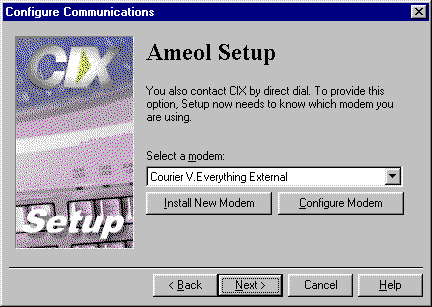 Configure Communications
CIX
Setup
Ameol Setup
You also contact CIX by direct dial. To provide this
option, Setup now needs to know which modem you
are using.
Select a modem:
Courier V.Everything External
Install New Modem
Configure Modem
< Back
Next >
Cancel
Help